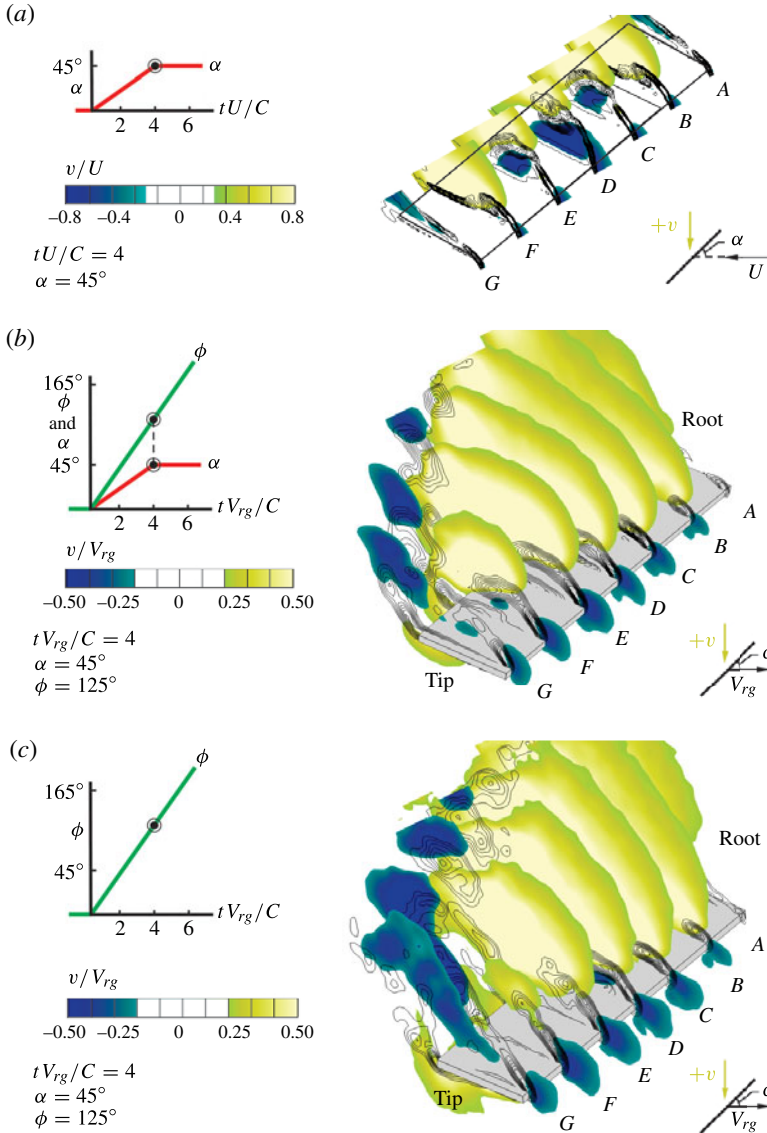 (a)
45°
α
α
2 4 6
tU/C
v/U
–0.8 –0.4 0 0.4 0.8
tU/C = 4
α = 45°
A
B
C
D
E
F
G
+v
α
U
(b)
ϕ
165°
ϕ
and
α
45°
α
2 4 6
tV_rg/C
v/V_rg
–0.50 –0.25 0 0.25 0.50
tV_rg/C = 4
α = 45°
ϕ = 125°
Root
A
B
C
D
E
F
G
Tip
+v
V_rg
(c)
ϕ
165°
ϕ
45°
2 4 6
tV_rg/C
v/V_rg
–0.50 –0.25 0 0.25 0.50
tV_rg/C = 4
α = 45°
ϕ = 125°
Root
A
B
C
D
E
F
G
Tip
+v
V_rg